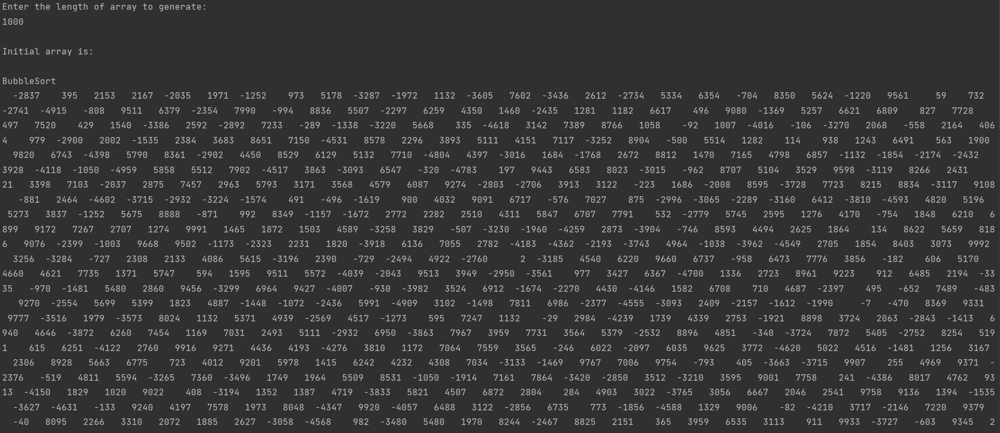 Enter the length of array to generate:
1000
Initial array is:
BubbleSort
-2837 395 2153 2167 -2035 1971 -1252 973 5178 -3287 -1972 1132 -3605 7602 -3436 2612 -2734 5334 6354 -704 8350 5624 -1220 9561 59 732
-2741 -4915 -808 9511 6379 -2354 7990 -994 8836 5507 -2297 6259 4350 1460 -2435 1281 1182 6617 496 9080 -1369 5257 6621 6809 827 7728
497 7520 429 1540 -3386 2592 -2892 7233 -289 -1338 -3220 5668 335 -4618 3142 7389 8766 1058 -92 1007 -4016 -106 -3270 2068 -558 2164 406
4 979 -2900 2002 -1535 2384 3683 8651 7150 -4531 8578 2296 3893 5111 4151 7117 -3252 8904 -500 5514 1282 114 938 1243 6491 563 1900
9820 6743 -4398 5790 8361 -2902 4450 8529 6129 5132 7710 -4804 4397 -3016 1684 -1768 2672 8812 1470 7165 4798 6857 -1132 -1854 -2174 -2432
3928 -4118 -1050 -4959 5858 5512 7902 -4517 3863 -3093 6547 -320 -4783 197 9443 6583 8023 -3015 -962 8707 5104 3529 9598 -3119 8266 2431
21 3398 7103 -2037 2875 7457 2963 5793 3171 3568 4579 6087 9274 -2803 -2706 3913 3122 -223 1686 -2008 8595 -3728 7723 8215 8834 -3117 9108
-881 2464 -4602 -3715 -2932 -3224 -1574 491 -496 -1619 900 4032 9091 6717 -576 7027 875 -2996 -3065 -2289 -3160 6412 -3810 -4593 4820 5196
5273 3837 -1252 5675 8888 -871 992 8349 -1157 -1672 2772 2282 2510 4311 5847 6707 7791 532 -2779 5745 2595 1276 4170 -754 1848 6210 6
899 9172 7267 2707 1274 9991 1465 1872 1503 4589 -3258 3829 -507 -3230 -1960 -4259 2873 -3904 -746 8593 4494 2625 1864 134 8622 5659 818
6 9076 -2399 -1003 9668 9502 -1173 -2323 2231 1820 -3918 6136 7055 2782 -4183 -4362 -2193 -3743 4964 -1038 -3962 -4549 2705 1854 8403 3073 9992
3256 -3284 -727 2308 2133 4086 5615 -3196 2390 -729 -2494 4922 -2760 2 -3185 4540 6220 9660 6737 -958 6473 7776 3856 -182 606 5170
4660 4621 7735 1371 5747 594 1595 9511 5572 -4039 -2043 9513 3949 -2950 -3561 977 3427 6367 -4700 1336 2723 8961 9223 912 6485 2194 -33
35 -970 -1481 5480 2860 9456 -3299 6964 9427 -4007 -930 -3982 3524 6912 -1674 -2270 4430 -4146 1582 6708 710 4687 -2397 495 -652 7489 -483
9270 -2554 5699 5399 1823 4887 -1448 -1072 -2436 5991 -4909 3102 -1498 7811 6986 -2377 -4555 -3093 2409 -2157 -1612 -1990 -7 -470 8369 9331
9777 -3516 1979 -3573 8024 1132 5371 4939 -2569 4517 -1273 595 7247 1132 -29 2984 -4239 1739 4339 2753 -1921 8898 3724 2063 -2843 -1413 6
940 4646 -3872 6260 7454 1169 7031 2493 5111 -2932 6950 -3863 7967 3959 7731 3564 5379 -2532 8896 4851 -340 -3724 7872 5405 -2752 8254 519
1 615 6251 -4122 2760 9916 9271 4436 4193 -4276 3810 1172 7064 7559 3565 -246 6022 -2097 6035 9625 3772 -4620 5022 4516 -1481 1256 3167
2306 8928 5663 6775 723 4012 9201 5978 1415 6242 4232 4308 7034 -3133 -1469 9767 7006 9754 -793 405 -3663 -3715 9907 255 4969 9371 -
2376 -519 4811 5594 -3265 7360 -3496 1749 1964 5509 8531 -1050 -1914 7161 7864 -3420 -2850 3512 -3210 3595 9001 7758 241 -4386 8017 4762 93
13 -4150 1829 1020 9022 408 -3194 1352 1387 4719 -3833 5821 4507 6872 2804 284 4903 3022 -3765 3056 6667 2046 2541 9758 9136 1394 -1535
-3627 -4631 -133 9240 4197 7578 1973 8048 -4347 9920 -4057 6488 3122 -2856 6735 773 -1856 -4588 1329 9006 -82 -4210 3717 -2146 7220 9379
-40 8095 2266 3310 2072 1885 2627 -3058 -4568 982 -3480 5480 1970 8244 -2467 8825 2151 365 3959 6535 3113 911 9933 -3727 -603 9345 2